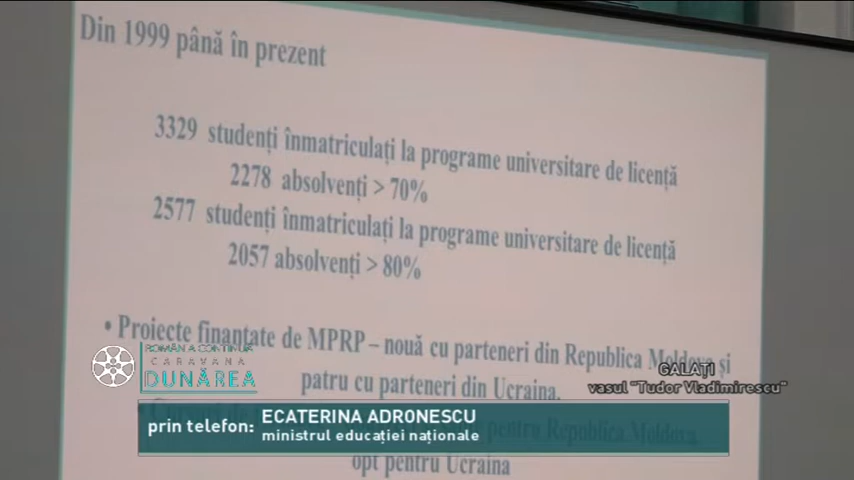 Din 1999 până în prezent
3329 studenți înmatriculați la programe universitare de licență
2278 absolvenți > 70%
2577 studenți înmatriculați la programe universitare de licență
2057 absolvenți > 80%
• Proiecte finanțate de MPRP – nouă cu parteneri din Republica Moldova și
patru cu parteneri din Ucraina.
pentru Republica Moldova
opt pentru Ucraina
ROMÂNIA CONTINUĂ
CARAVANA
DUNĂREA
GALAȚI
vasul "Tudor Vladimirescu"
prin telefon: ECATERINA ADRONESCU
ministrul educației naționale